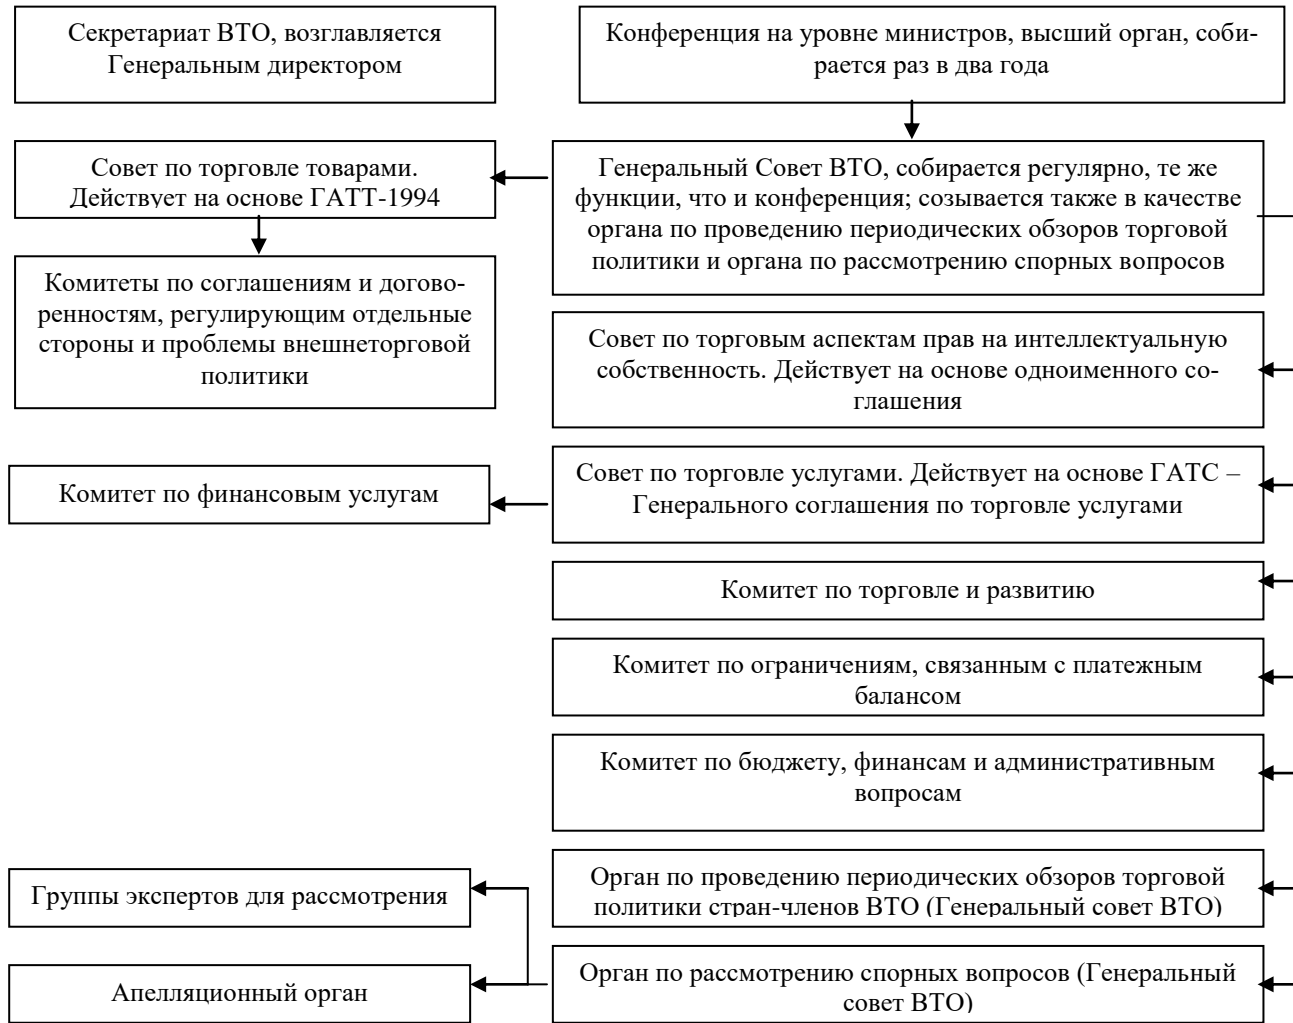 Секретариат ВТО, возглавляется
Генеральным директором
Конференция на уровне министров, высший орган, соби-
рается раз в два года
Совет по торговле товарами.
Действует на основе ГАТТ-1994
Генеральный Совет ВТО, собирается регулярно, те же
функции, что и конференция; созывается также в качестве
органа по проведению периодических обзоров торговой
политики и органа по рассмотрению спорных вопросов
Комитеты по соглашениям и догово-
ренностям, регулирующим отдельные
стороны и проблемы внешнеторговой
политики
Совет по торговым аспектам прав на интеллектуальную
собственность. Действует на основе одноименного со-
глашения
Комитет по финансовым услугам
Совет по торговле услугами. Действует на основе ГАТС –
Генерального соглашения по торговле услугами
Комитет по торговле и развитию
Комитет по ограничениям, связанным с платежным
балансом
Комитет по бюджету, финансам и административным
вопросам
Группы экспертов для рассмотрения
Орган по проведению периодических обзоров торговой
политики стран-членов ВТО (Генеральный совет ВТО)
Апелляционный орган
Орган по рассмотрению спорных вопросов (Генеральный
совет ВТО)